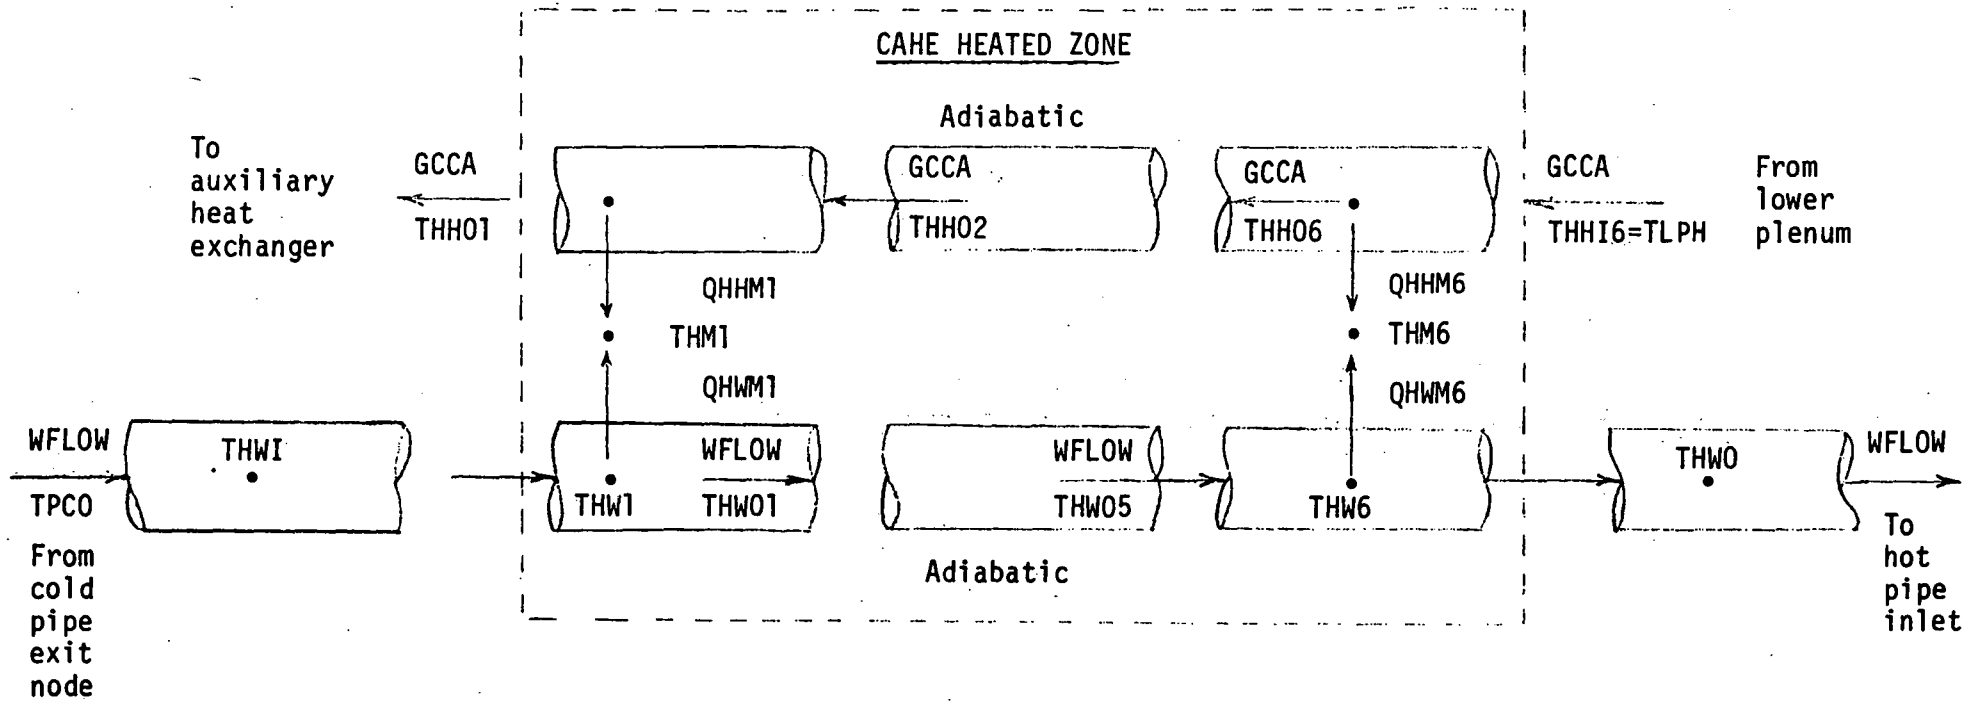 CAHE HEATED ZONE
Adiabatic
To
auxiliary
heat
exchanger
GCCA
THHO1
GCCA
THHO2
GCCA
THHO6
GCCA
THHI6=TLPH
From
lower
plenum
QHHM1
THM1
QHWM1
QHHM6
THM6
QHWM6
WFLOW
TPCO
THWI
THW1
WFLOW
THWO1
WFLOW
THWO5
THW6
THWO
WFLOW
From
cold
pipe
exit
node
Adiabatic
To
hot
pipe
inlet